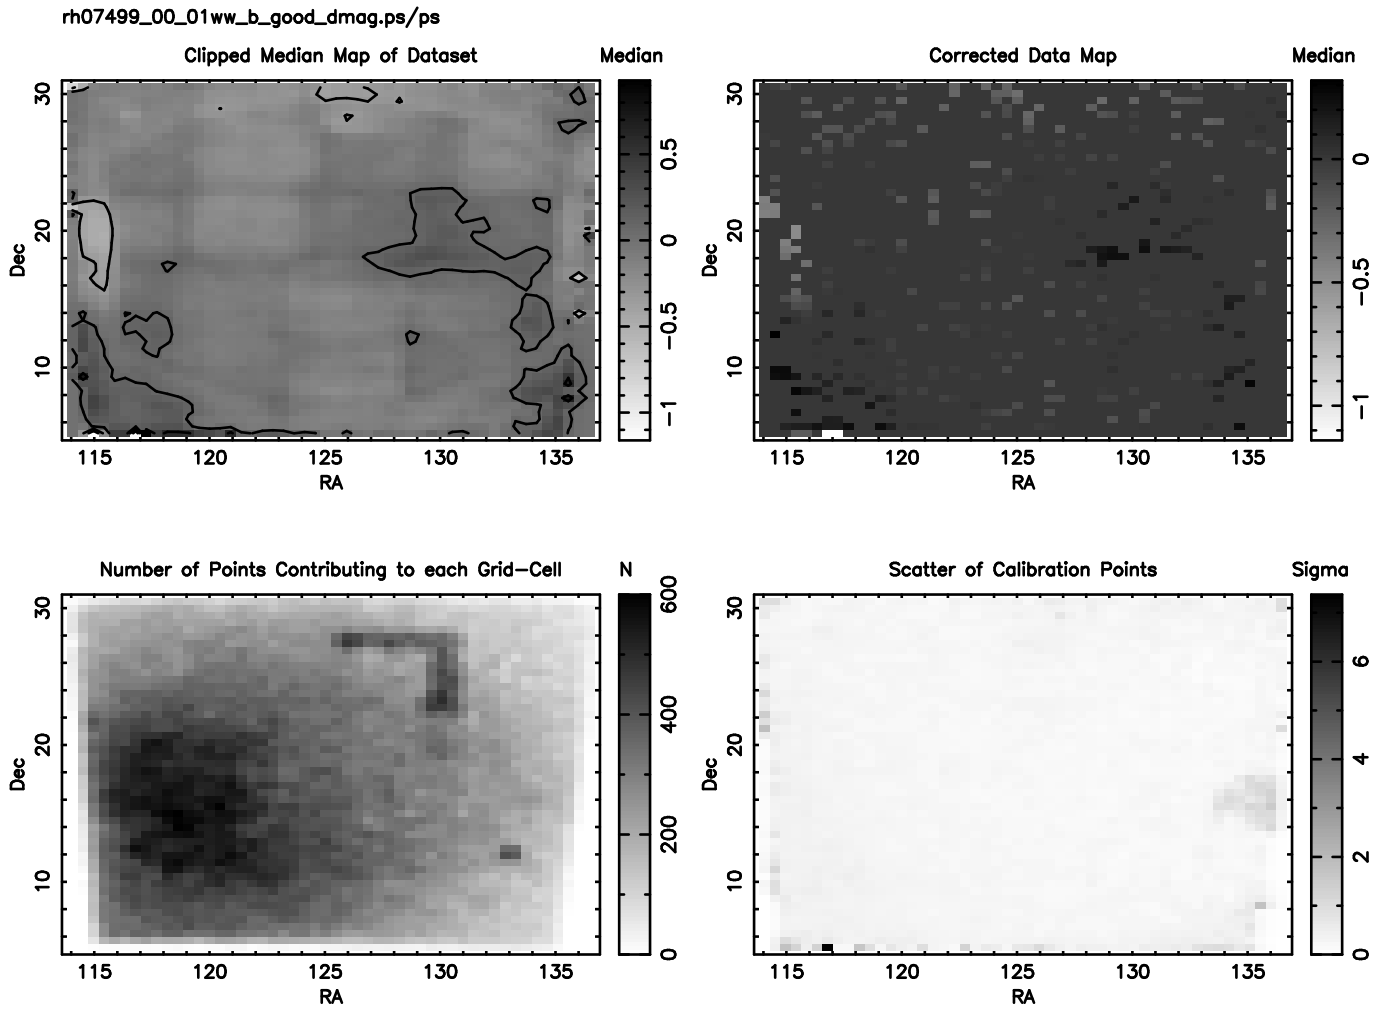 rh07499_00_01ww_b_good_dmag.ps/ps
Clipped Median Map of Dataset
Median
30
20
10
Dec
115 120 125 130 135
RA
0.5
0
−0.5
−1
Corrected Data Map
Median
30
20
10
Dec
115 120 125 130 135
RA
0
−0.5
−1
Number of Points Contributing to each Grid−Cell
N
30
20
10
Dec
115 120 125 130 135
RA
600
400
200
0
Scatter of Calibration Points
Sigma
30
20
10
Dec
115 120 125 130 135
RA
6
4
2
0